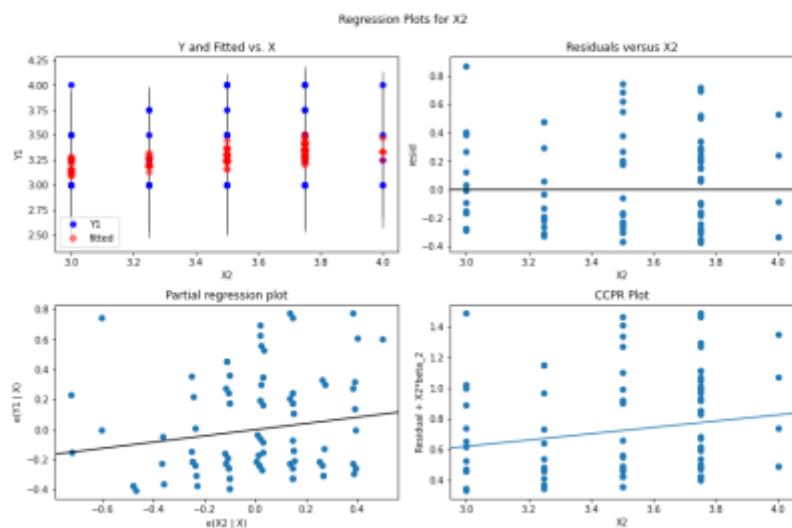 Regression Plots for X2
Y and Fitted vs. X
4.25
4.00
3.75
3.50
3.25
3.00
2.75
2.50
Y1
Y1
fitted
3.0 3.2 3.4 3.6 3.8 4.0
X2
Residuals versus X2
0.8
0.6
0.4
0.2
0.0
-0.2
-0.4
resid
3.0 3.2 3.4 3.6 3.8 4.0
X2
Partial regression plot
0.8
0.6
0.4
0.2
0.0
-0.2
-0.4
e(Y1 | X)
-0.6 -0.4 -0.2 0.0 0.2 0.4
e(X2 | X)
CCPR Plot
1.4
1.2
1.0
0.8
0.6
0.4
Residual + X2*beta_2
3.0 3.2 3.4 3.6 3.8 4.0
X2